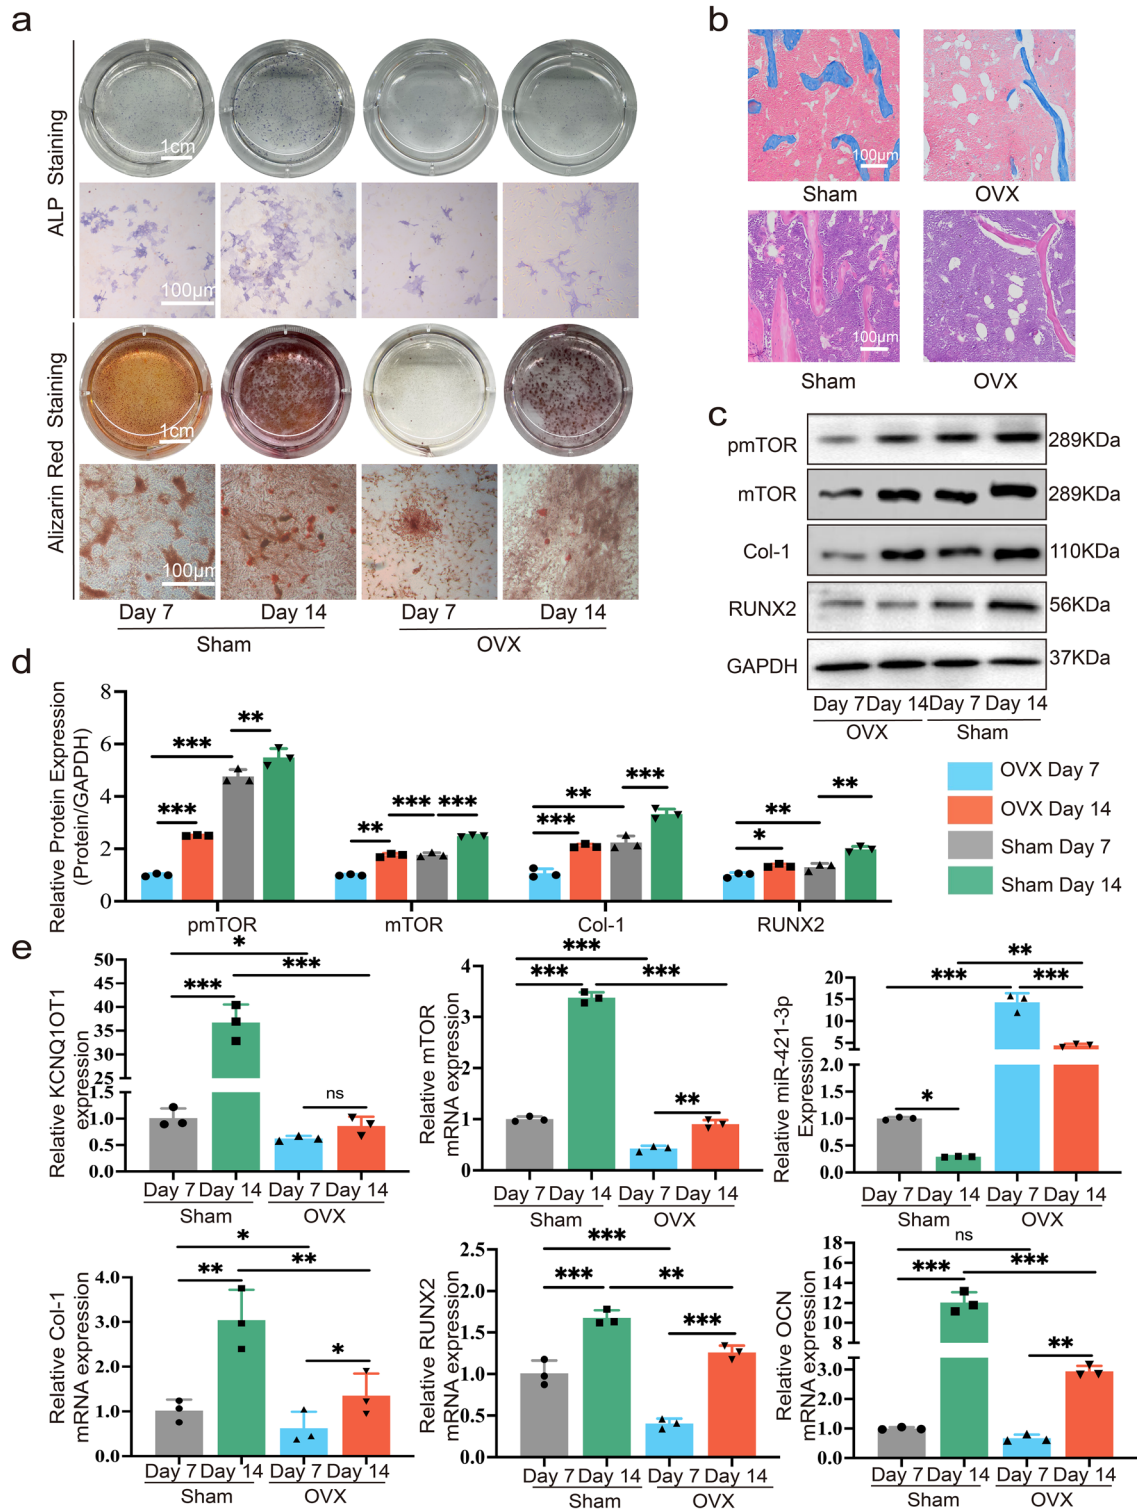 a
ALP Staining
1cm
100μm
Alizarin Red Staining
1cm
100μm
Day 7
Day 14
Day 7
Day 14
Sham
OVX
b
100μm
Sham
OVX
100μm
Sham
OVX
c
pmTOR
289KDa
mTOR
289KDa
Col-1
110KDa
RUNX2
56KDa
GAPDH
37KDa
Day 7 Day 14 Day 7 Day 14
OVX
Sham
d
Relative Protein Expression
(Protein/GAPDH)
8
6
4
2
0
***
***
**
**
***
***
***
**
***
*
**
**
pmTOR
mTOR
Col-1
RUNX2
OVX Day 7
OVX Day 14
Sham Day 7
Sham Day 14
e
Relative KCNQ1OT1
expression
50
45
40
35
30
25
1.5
1.0
0.5
0.0
*
***
***
ns
Day 7 Day 14 Day 7 Day 14
Sham
OVX
Relative mTOR
mRNA expression
4
3
2
1
0
***
***
***
**
Day 7 Day 14 Day 7 Day 14
Sham
OVX
Relative miR-421-3p
Expression
20
15
10
5
2.0
1.5
1.0
0.5
0.0
**
***
***
*
Day 7 Day 14 Day 7 Day 14
Sham
OVX
Relative Col-1
mRNA expression
4.0
3.0
2.0
1.0
0.0
*
**
**
*
Day 7 Day 14 Day 7 Day 14
Sham
OVX
Relative RUNX2
mRNA expression
2.5
2.0
1.5
1.0
0.5
0.0
***
***
**
***
Day 7 Day 14 Day 7 Day 14
Sham
OVX
Relative OCN
mRNA expression
18
16
14
12
10
8
3.0
2.0
1.0
0.0
ns
***
***
**
Day 7 Day 14 Day 7 Day 14
Sham
OVX